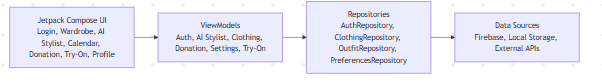 Jetpack Compose UI
Login, Wardrobe, AI
Stylist, Calendar,
Donation, Try-On, Profile
ViewModels
Auth, AI Stylist, Clothing,
Donation, Settings, Try-On
Repositories
AuthRepository,
ClothingRepository,
OutfitRepository,
PreferencesRepository
Data Sources
Firebase, Local Storage,
External APIs